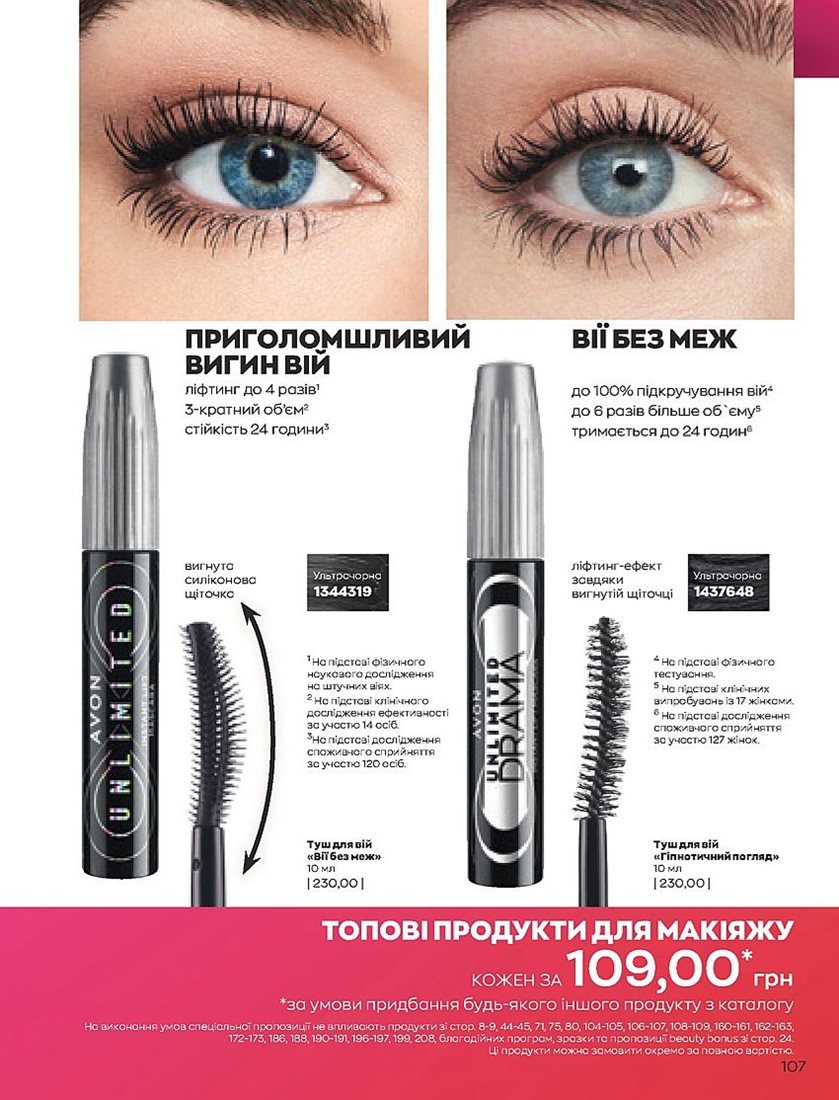 ПРИГОЛОМШЛИВИЙ
ВИГИН ВІЙ
ліфтинг до 4 разів¹
3-кратний об'єм²
стійкість 24 години³
ВІЇ БЕЗ МЕЖ
до 100% підкручування вій⁴
до 6 разів більше об`єму⁵
тримається до 24 годин⁶
вигнута
силіконова
щіточка
Ультрачорна
1344319
ліфтинг-ефект
завдяки
вигнутій щіточці
Ультрачорна
1437648
AVON
UNLIMITED
INSTANT LIFT
MASCARA
¹ На підставі фізичного
наукового дослідження
на штучних віях.
² На підставі клінічного
дослідження ефективності
за участю 14 осіб.
³На підставі дослідження
споживчого сприйняття
за участю 120 осіб.
AVON
UNLIMITED
DRAMA
⁴ На підставі фізичного
тестування.
⁵ На підставі клінічних
випробувань із 17 жінками.
⁶ На підставі дослідження
споживчого сприйняття
за участю 127 жінок.
Туш для вій
«Вії без меж»
10 мл
| 230,00 |
Туш для вій
«Гіпнотичний погляд»
10 мл
| 230,00 |
ТОПОВІ ПРОДУКТИ ДЛЯ МАКІЯЖУ
КОЖЕН ЗА 109,00* грн
*за умови придбання будь-якого іншого продукту з каталогу
На виконання умов спеціальної пропозиції не впливають продукти зі стор. 8-9, 44-45, 71, 75, 80, 104-105, 106-107, 108-109, 160-161, 162-163,
172-173, 186, 188, 190-191, 196-197, 199, 208, благодійних програм, зразки та пропозиції beauty bonus зі стор. 24.
Ці продукти можна замовити окремо за повною вартістю.
107